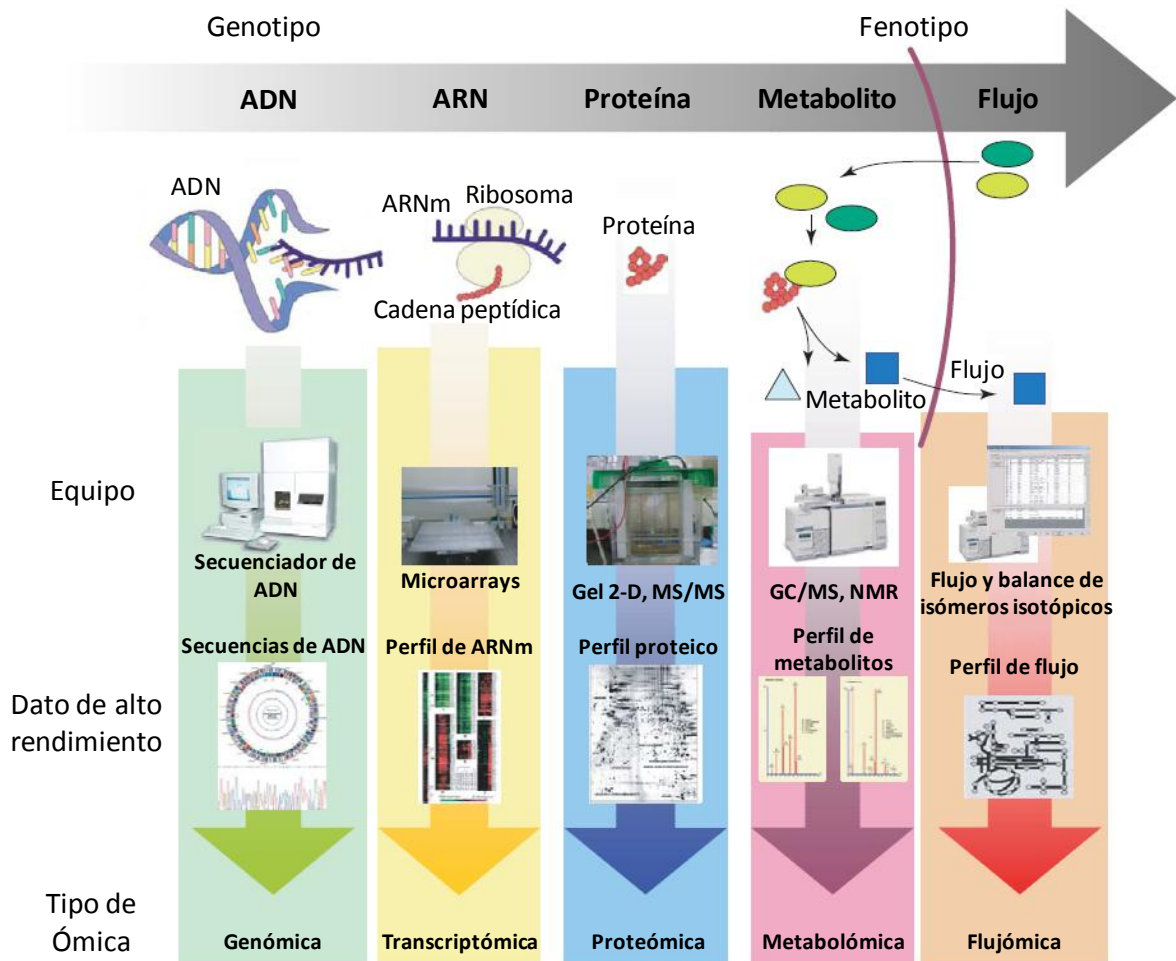 Genotipo
Fenotipo
ADN
ARN
Proteína
Metabolito
Flujo
ADN
ARNm
Ribosoma
Cadena peptídica
Proteína
Metabolito
Flujo
Equipo
Secuenciador de
ADN
Microarrays
Gel 2-D, MS/MS
GC/MS, NMR
Flujo y balance de
isómeros isotópicos
Dato de alto
rendimiento
Secuencias de ADN
Perfil de ARNm
Perfil proteico
Perfil de
metabolitos
Perfil de flujo
Tipo de
Ómica
Genómica
Transcriptómica
Proteómica
Metabolómica
Flujómica